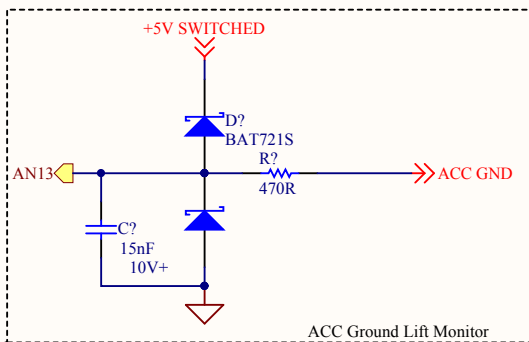 +5V SWITCHED
D?
BAT721S
R?
AN13
ACC GND
470R
C?
15nF
10V+
ACC Ground Lift Monitor